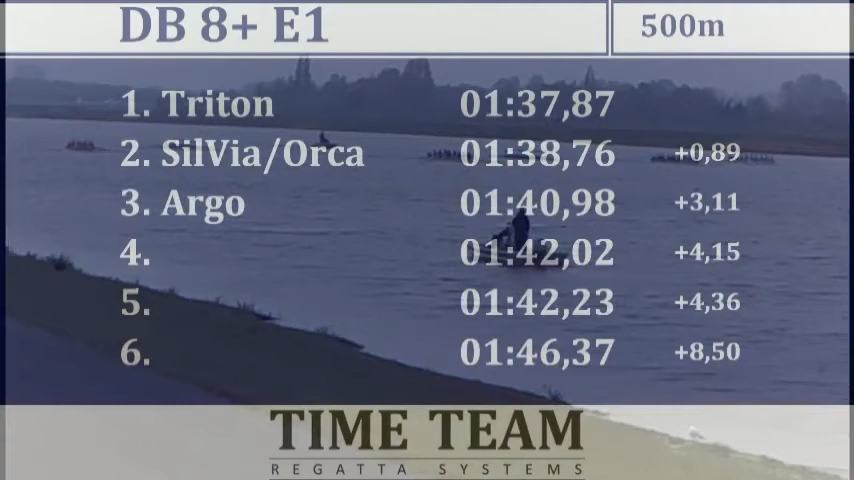 DB 8+ E1 500m
1. Triton 01:37,87
2. SilVia/Orca 01:38,76 +0,89
3. Argo 01:40,98 +3,11
4. 01:42,02 +4,15
5. 01:42,23 +4,36
6. 01:46,37 +8,50
TIME TEAM
REGATTA SYSTEMS